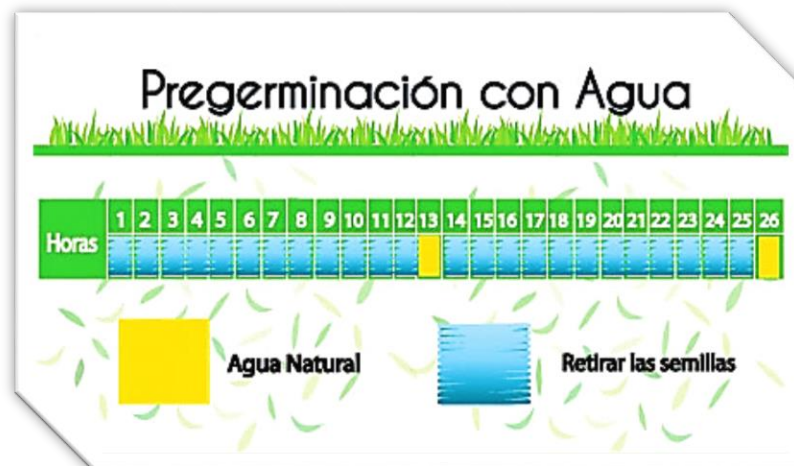 Pregerminación con Agua
Horas 1 2 3 4 5 6 7 8 9 10 11 12 13 14 15 16 17 18 19 20 21 22 23 24 25 26
Agua Natural Retirar las semillas